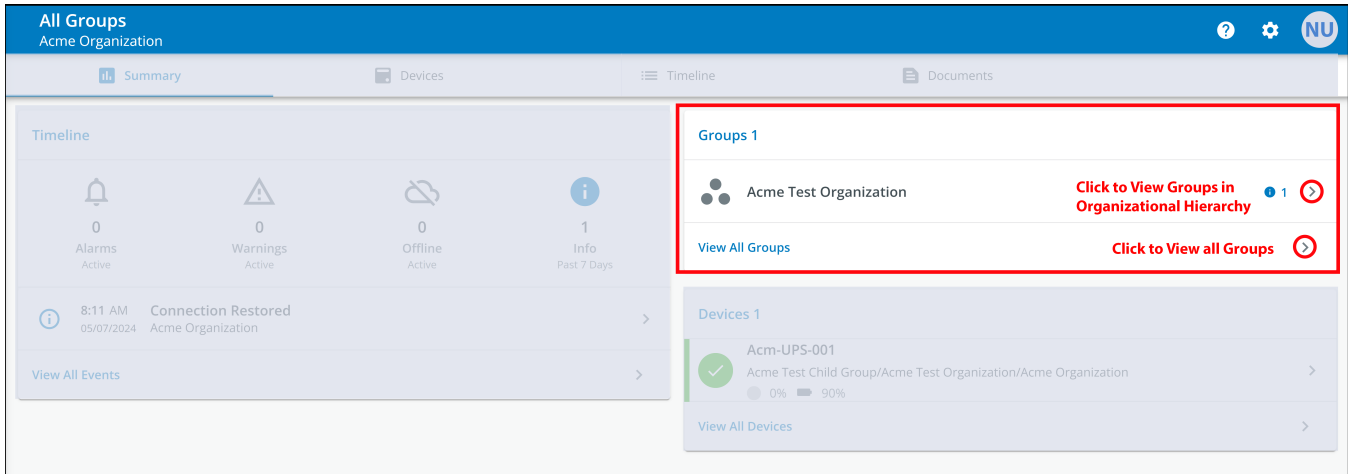 All Groups
Acme Organization
NU
Summary
Devices
Timeline
Documents
Timeline
0
Alarms
Active
0
Warnings
Active
0
Offline
Active
1
Info
Past 7 Days
8:11 AM Connection Restored
05/07/2024 Acme Organization
View All Events
Groups 1
Acme Test Organization
Click to View Groups in
Organizational Hierarchy
1
View All Groups
Click to View all Groups
Devices 1
Acm-UPS-001
Acme Test Child Group/Acme Test Organization/Acme Organization
0% 90%
View All Devices